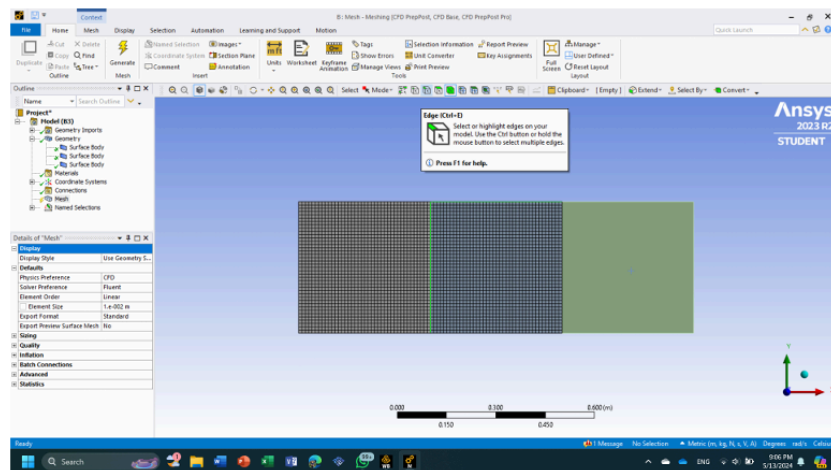 Context
B: Mesh - Meshing [CFD PrepPost, CFD Base, CFD PrepPost Pro]
File Home Mesh Display Selection Automation Learning and Support Motion Quick Launch
Cut Delete
Duplicate Copy Find
Paste Tree
Outline
Generate
Mesh
Named Selection Images
Coordinate System Section Plane
Comment Annotation
Insert
Units Worksheet Keyframe Animation
Tags Selection Information Report Preview
Show Errors Unit Converter Key Assignments
Manage Views Print Preview
Tools
Full Screen
Manage
User Defined
Reset Layout
Layout
Outline
Name Search Outline
Select Mode Clipboard [Empty] Extend Select By Convert
Project*
Model (B3)
Geometry Imports
Geometry
Surface Body
Surface Body
Surface Body
Materials
Coordinate Systems
Connections
Mesh
Named Selections
Edge (Ctrl+E)
Select or highlight edges on your
model. Use the Ctrl button or hold the
mouse button to select multiple edges.
Press F1 for help.
Ansys
2023 R2
STUDENT
Details of "Mesh"
Display
Display Style Use Geometry S...
Defaults
Physics Preference CFD
Solver Preference Fluent
Element Order Linear
Element Size 1.e-002 m
Export Format Standard
Export Preview Surface Mesh No
Sizing
Quality
Inflation
Batch Connections
Advanced
Statistics
Y
0.000 0.300 0.600 (m)
0.150 0.450
Ready 1 Message No Selection Metric (m, kg, N, s, V, A) Degrees rad/s Celsius
Search
ENG
9:06 PM